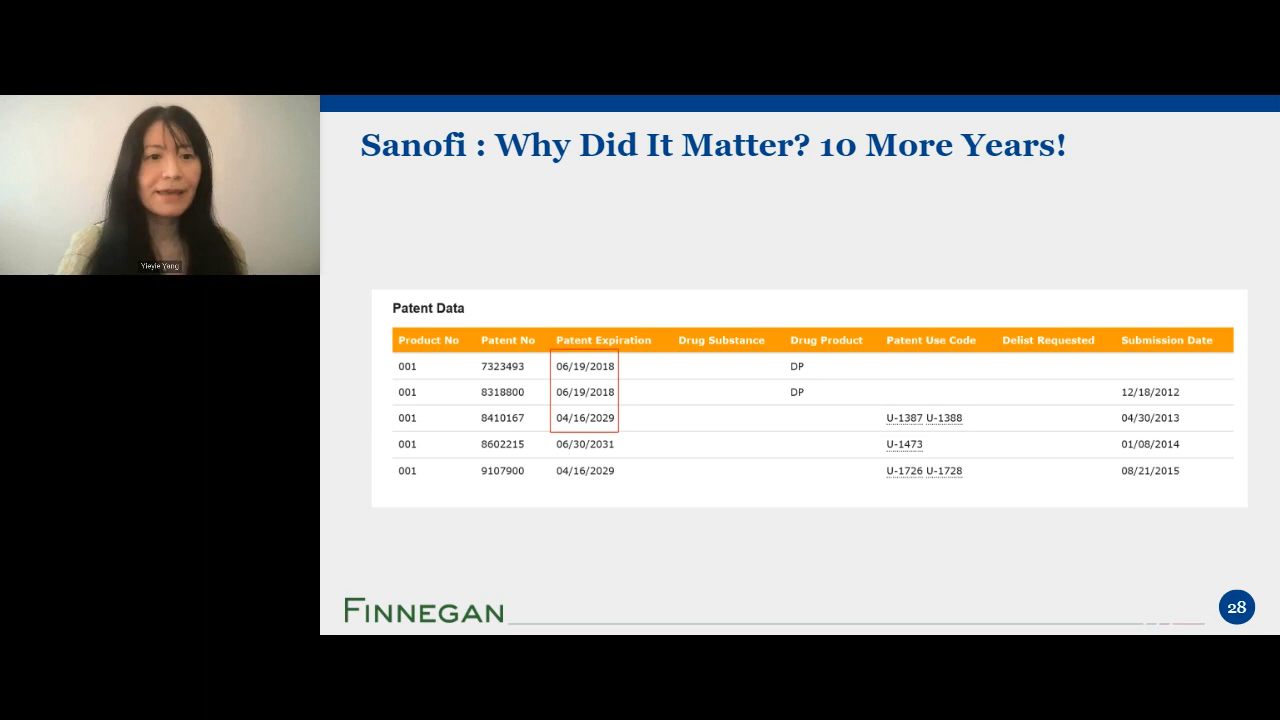 Sanofi : Why Did It Matter? 10 More Years!
Yieyie Yang
Patent Data
Product No Patent No Patent Expiration Drug Substance Drug Product Patent Use Code Delist Requested Submission Date
001 7323493 06/19/2018 DP
001 8318800 06/19/2018 DP 12/18/2012
001 8410167 04/16/2029 U-1387 U-1388 04/30/2013
001 8602215 06/30/2031 U-1473 01/08/2014
001 9107900 04/16/2029 U-1726 U-1728 08/21/2015
FINNEGAN
28